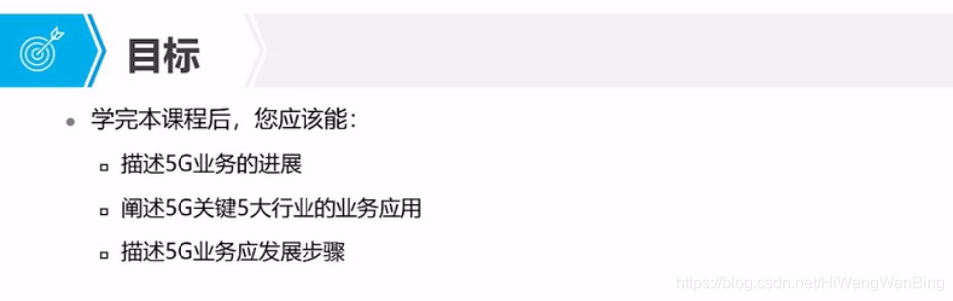 目标
学完本课程后，您应该能：
描述5G业务的进展
阐述5G关键5大行业的业务应用
描述5G业务应发展步骤
https://blog.csdn.net/HiWangWenBing